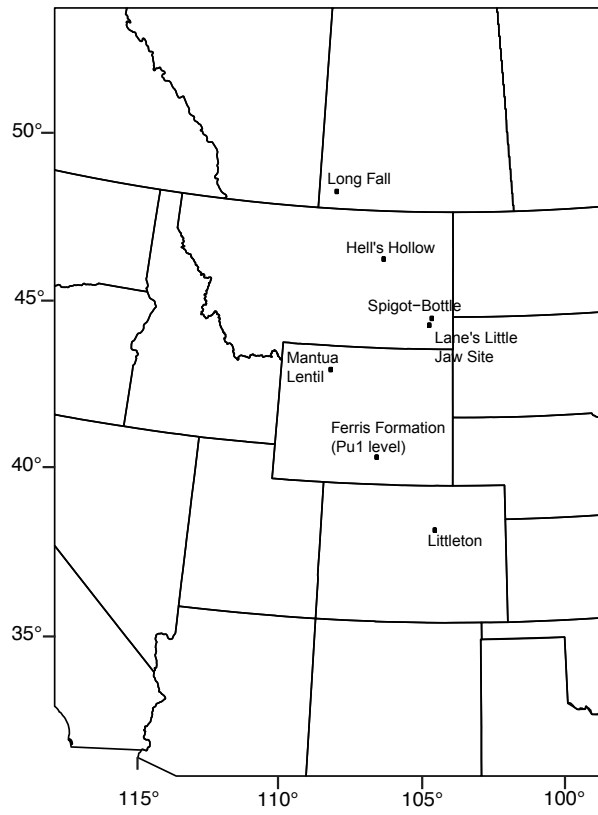 50°
Long Fall
Hell's Hollow
45°
Spigot−Bottle
Lane's Little
Jaw Site
Mantua
Lentil
Ferris Formation
(Pu1 level)
40°
Littleton
35°
115°
110°
105°
100°